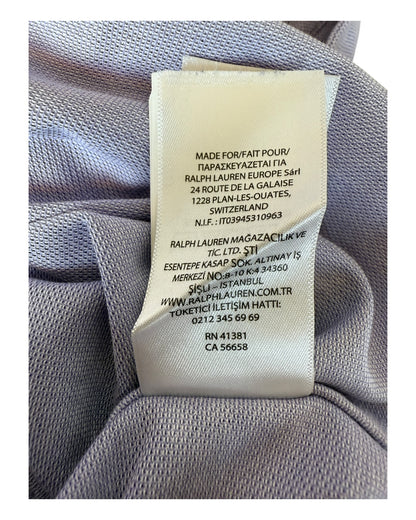 MADE FOR/FAIT POUR/
ΠΑΡΑΣΚΕΥΑΖΕΤΑΙ ΓΙΑ
RALPH LAUREN EUROPE Sárl
24 ROUTE DE LA GALAISE
1228 PLAN-LES-OUATES,
SWITZERLAND
N.I.F. : IT03945310963
RALPH LAUREN MAĞAZACILIK VE
TİC. LTD. ŞTİ
ESENTEPE KASAP SOK. ALTINAY İŞ
MERKEZİ NO:8-10 K:4 34360
ŞİŞLİ - İSTANBUL
WWW.RALPHLAUREN.COM.TR
TÜKETİCİ İLETİŞİM HATTI:
0212 345 69 69
RN 41381
CA 56658